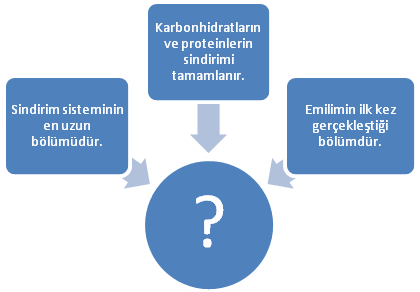 Karbonhidratların
ve proteinlerin
sindirimi
tamamlanır.
Sindirim sisteminin
en uzun
bölümüdür.
Emilimin ilk kez
gerçekleştiği
bölümdür.
?